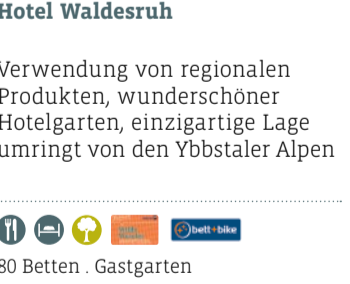 Hotel Waldesruh
Verwendung von regionalen
Produkten, wunderschöner
Hotelgarten, einzigartige Lage
umringt von den Ybbstaler Alpen
bett+bike
80 Betten . Gastgarten